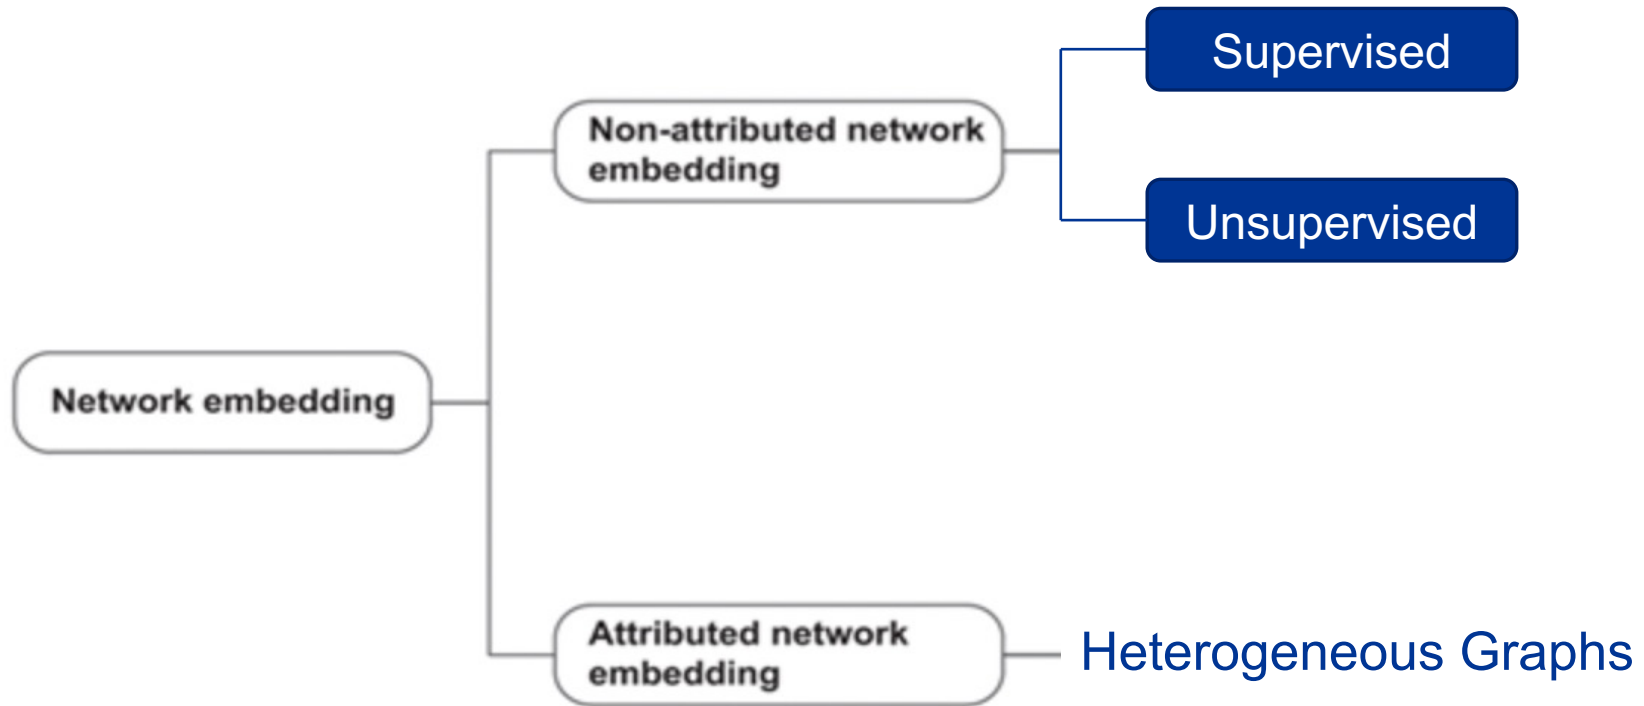 Supervised
Non-attributed network
embedding
Unsupervised
Network embedding
Attributed network
embedding
Heterogeneous Graphs